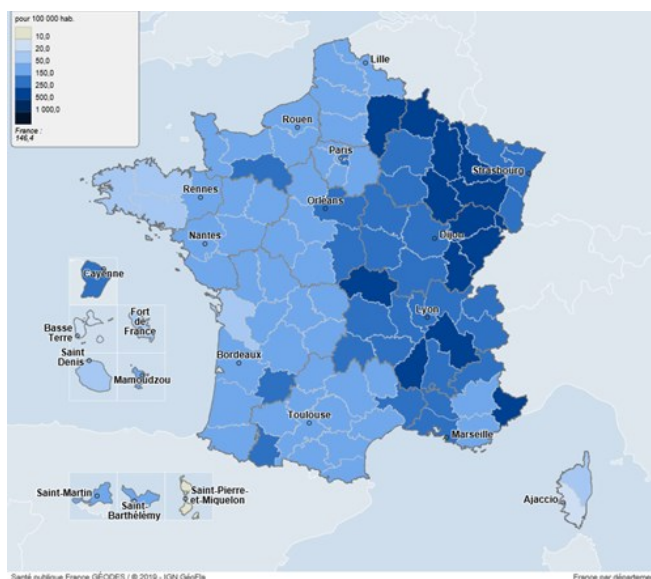 pour 100 000 hab.
10,0
20,0
50,0
150,0
250,0
500,0
1 000,0
France :
146,4
Lille
Rouen
Paris
Strasbourg
Rennes
Orléans
Nantes
Dijon
Cayenne
Fort
de
France
Basse
Terre
Lyon
Saint
Denis
Mamoudzou
Bordeaux
Toulouse
Marseille
Saint-Martin
Saint-
Barthélémy
Saint-Pierre-
et-Miquelon
Ajaccio
Santé publique France GÉODES / © 2019 - IGN GéoFla
France par départeme